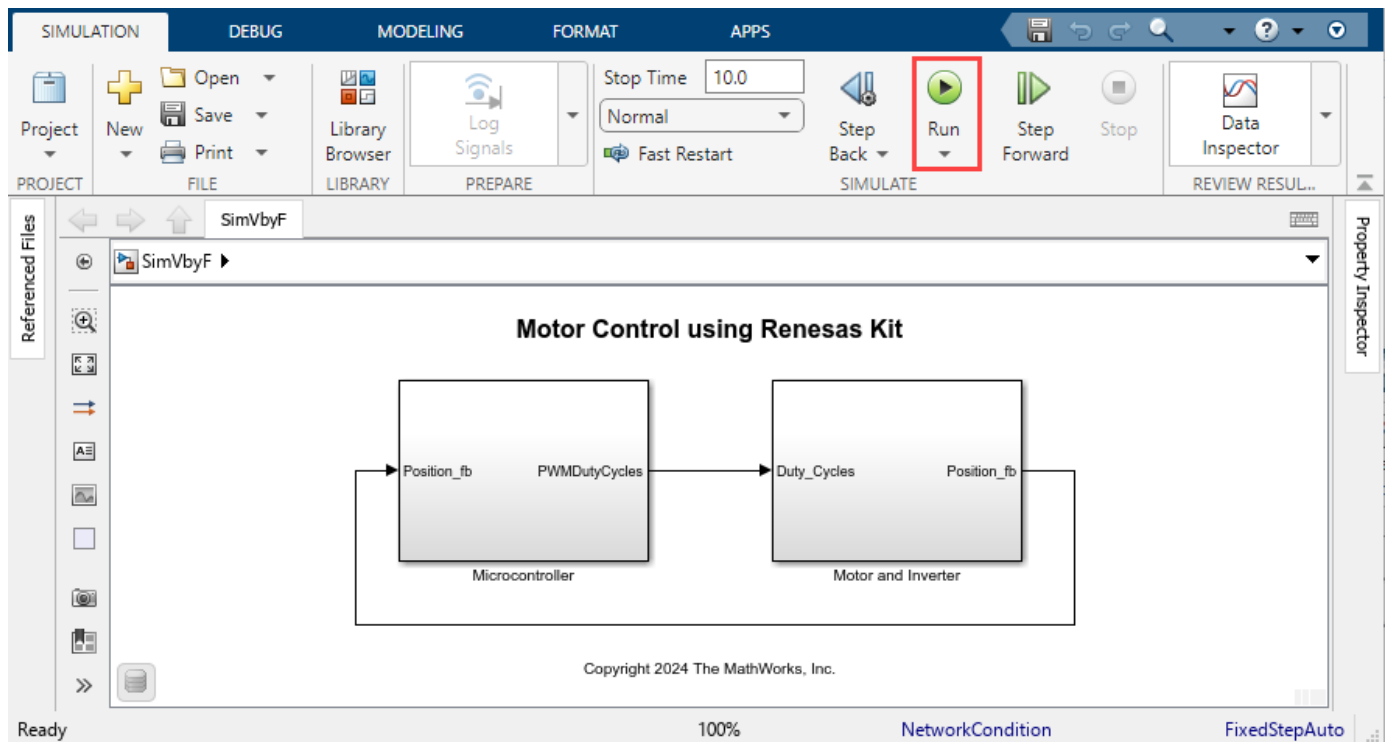 SIMULATION DEBUG MODELING FORMAT APPS
Project
PROJECT
New
Open
Save
Print
FILE
Library
Browser
LIBRARY
Log
Signals
PREPARE
Stop Time 10.0
Normal
Fast Restart
Step
Back
Run
Step
Forward
Stop
SIMULATE
Data
Inspector
REVIEW RESUL...
Referenced Files
SimVbyF
SimVbyF
Property Inspector
Motor Control using Renesas Kit
Position_fb PWMDutyCycles Duty_Cycles Position_fb
Microcontroller Motor and Inverter
Copyright 2024 The MathWorks, Inc.
Ready 100% NetworkCondition FixedStepAuto